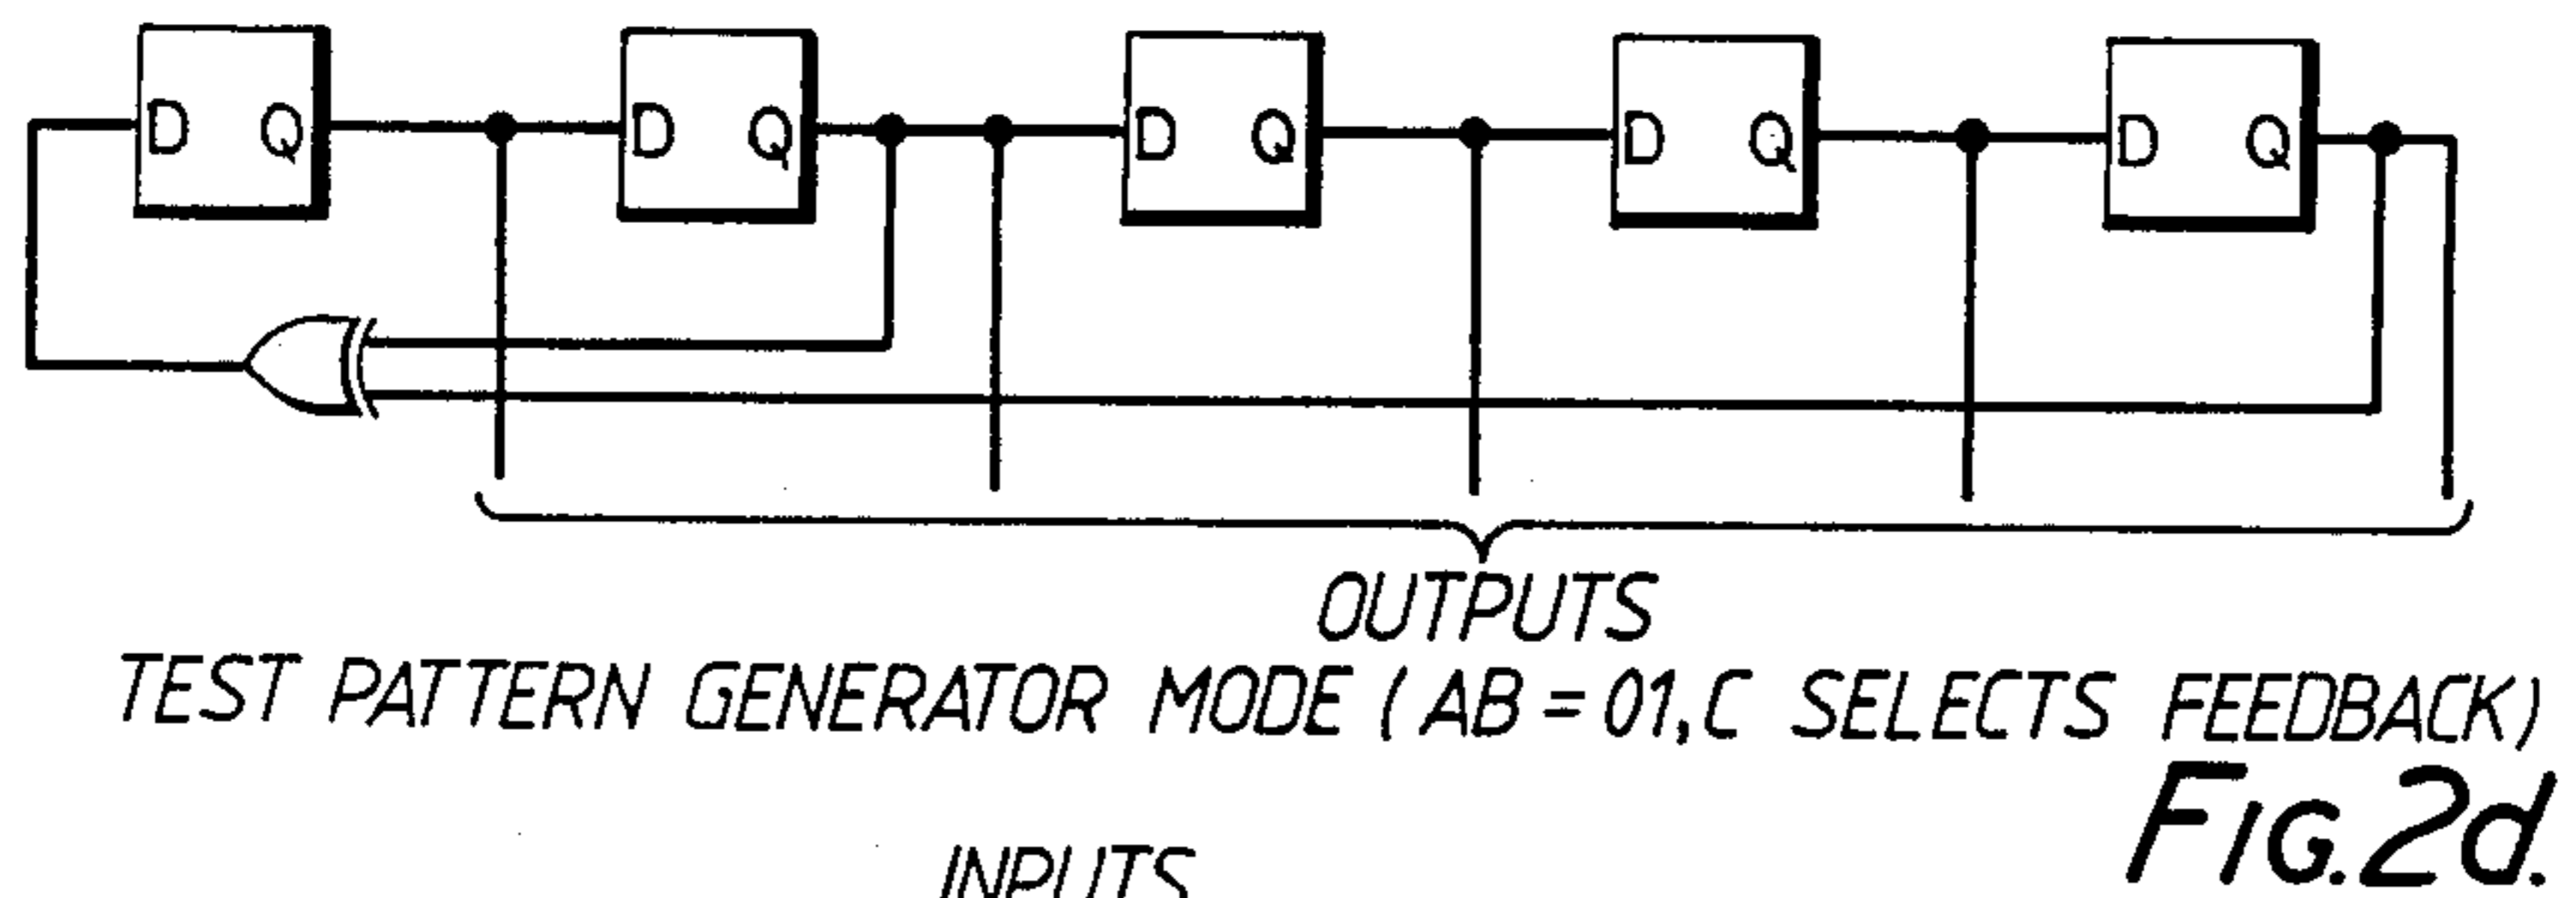 D Q D Q D Q D Q D Q
OUTPUTS
TEST PATTERN GENERATOR MODE (AB = 01, C SELECTS FEEDBACK)
FIG. 2d.
INPUTS